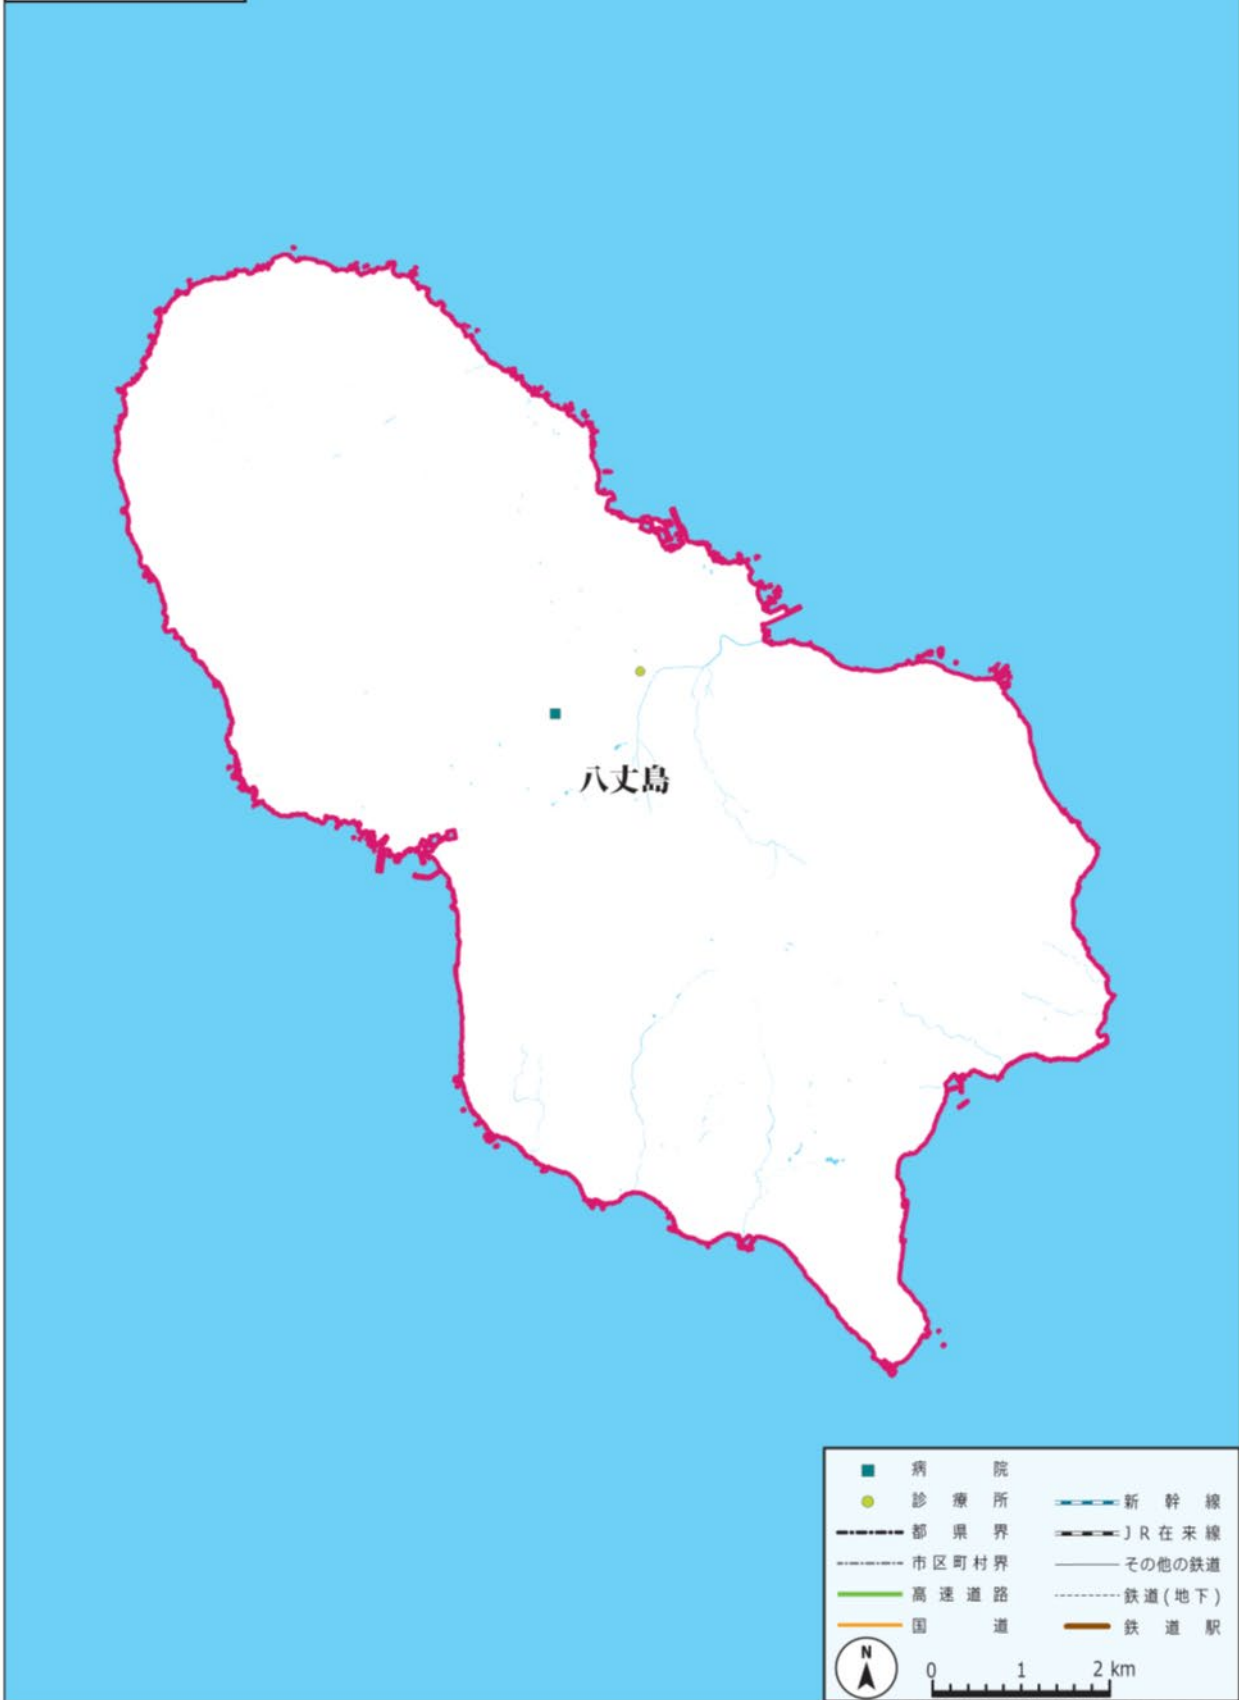 八丈島
病院
診療所
新幹線
都県界
JR在来線
市区町村界
その他の鉄道
高速道路
鉄道(地下)
国道
鉄道駅
N
0 1 2 km